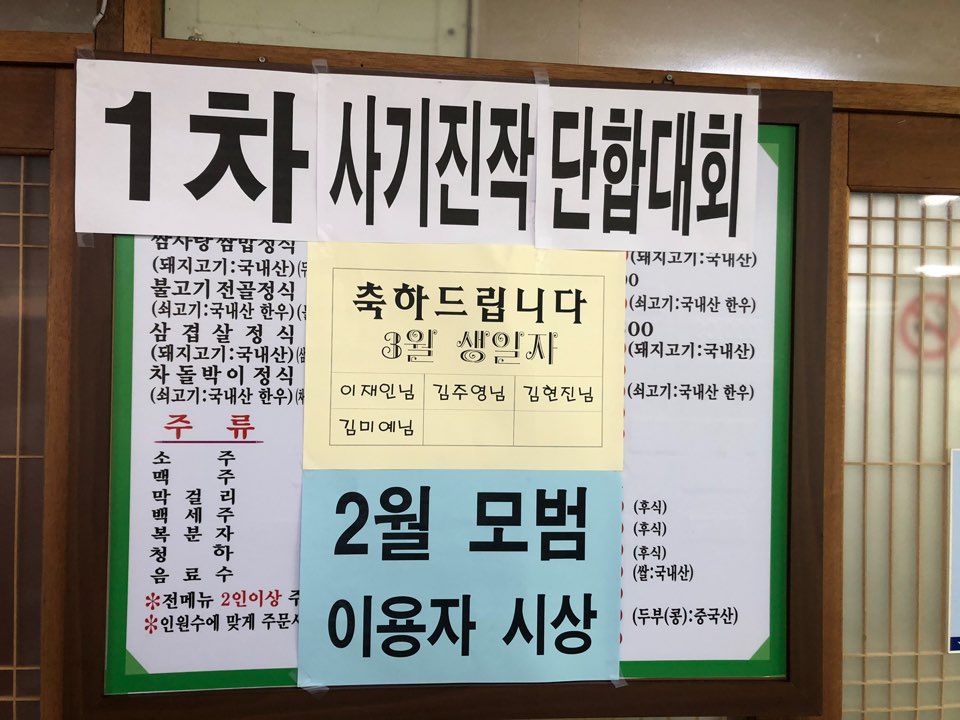 1차 사기진작 단합대회
쌈사랑 쌈밥정식
(돼지고기:국내산)
(돼지고기:국내산)
불고기 전골정식
(쇠고기:국내산 한우)
(쇠고기:국내산 한우)
삼겹살정식
(돼지고기:국내산)
(돼지고기:국내산)
차돌박이정식
(쇠고기:국내산 한우)
(쇠고기:국내산 한우)
축하드립니다
3월 생일자
이재인님 김주영님 김현진님
김미예님
주 류
소 주
맥 주
막 걸 리
백 세 주
복 분 자
청 하
음 료 수
※전메뉴 2인이상
※인원수에 맞게
2월 모범
이용자 시상
(후식)
(후식)
(후식)
(쌀:국내산)
(두부(콩):중국산)